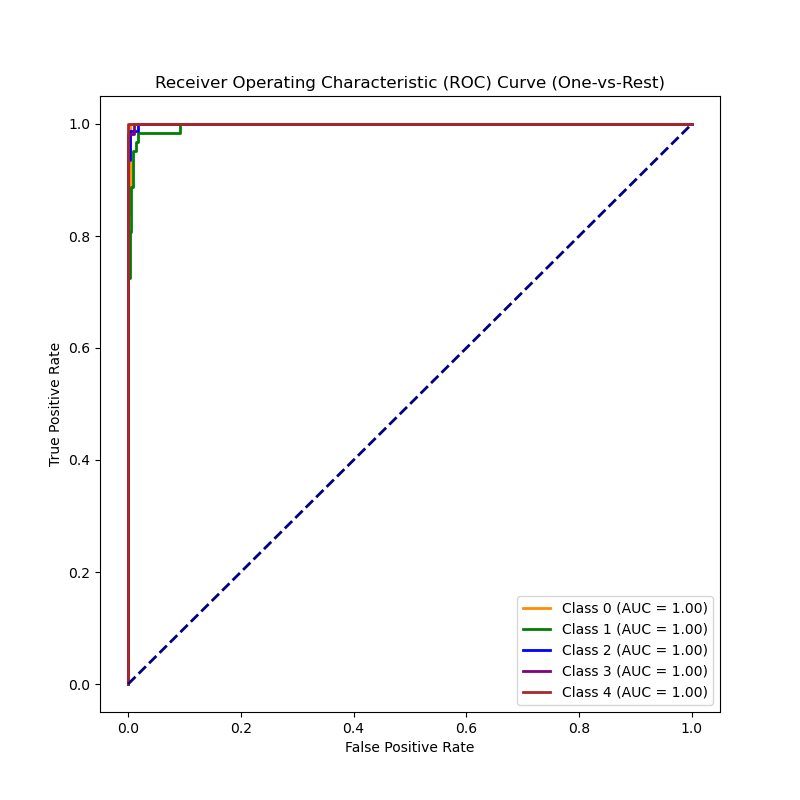 Receiver Operating Characteristic (ROC) Curve (One-vs-Rest)
1.0
0.8
0.6
0.4
0.2
0.0
True Positive Rate
0.0 0.2 0.4 0.6 0.8 1.0
False Positive Rate
Class 0 (AUC = 1.00)
Class 1 (AUC = 1.00)
Class 2 (AUC = 1.00)
Class 3 (AUC = 1.00)
Class 4 (AUC = 1.00)